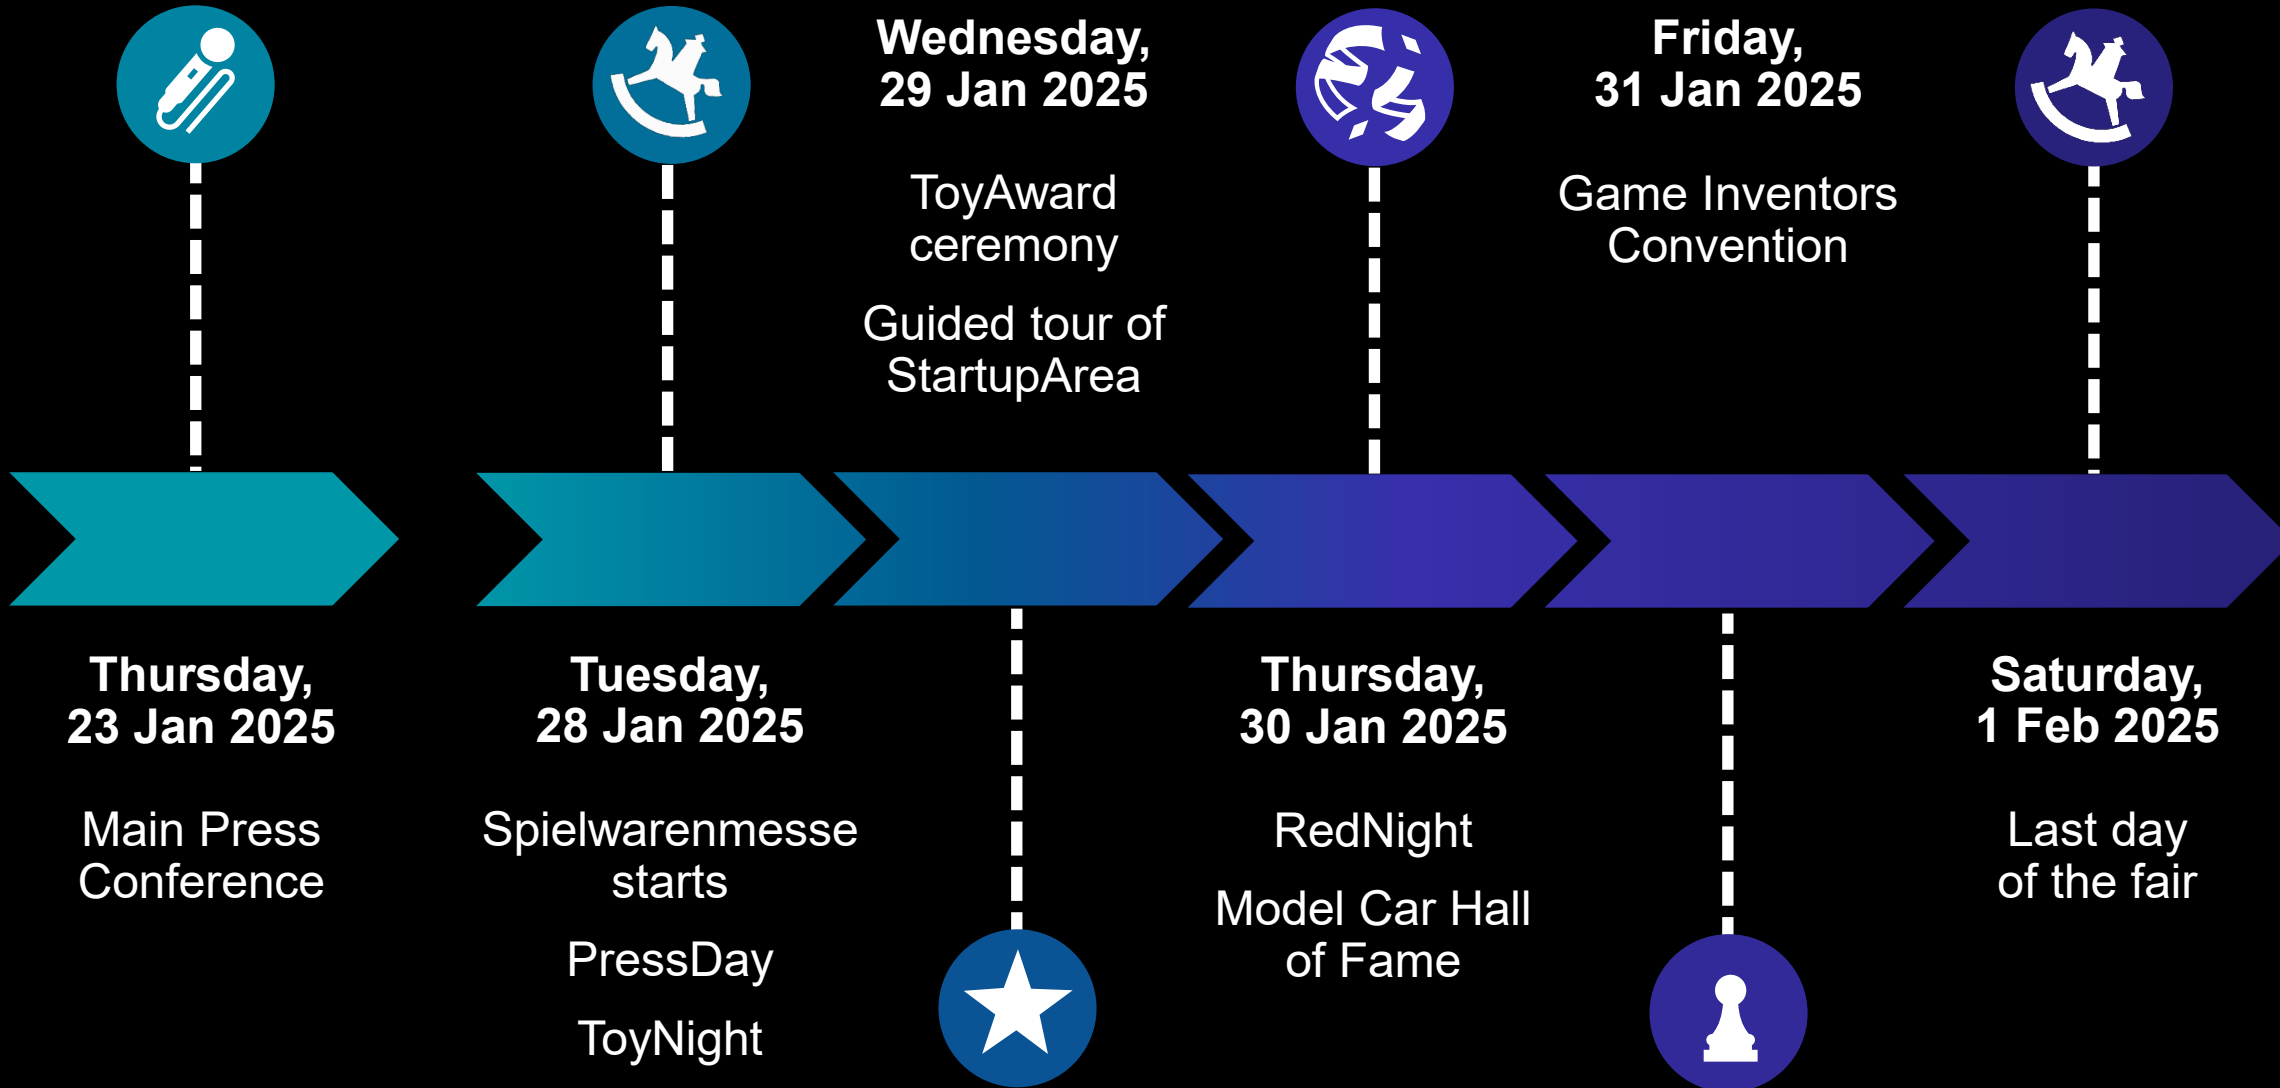 Thursday,
23 Jan 2025
Main Press
Conference
Tuesday,
28 Jan 2025
Spielwarenmesse
starts
PressDay
ToyNight
Wednesday,
29 Jan 2025
ToyAward
ceremony
Guided tour of
StartupArea
Thursday,
30 Jan 2025
RedNight
Model Car Hall
of Fame
Friday,
31 Jan 2025
Game Inventors
Convention
Saturday,
1 Feb 2025
Last day
of the fair